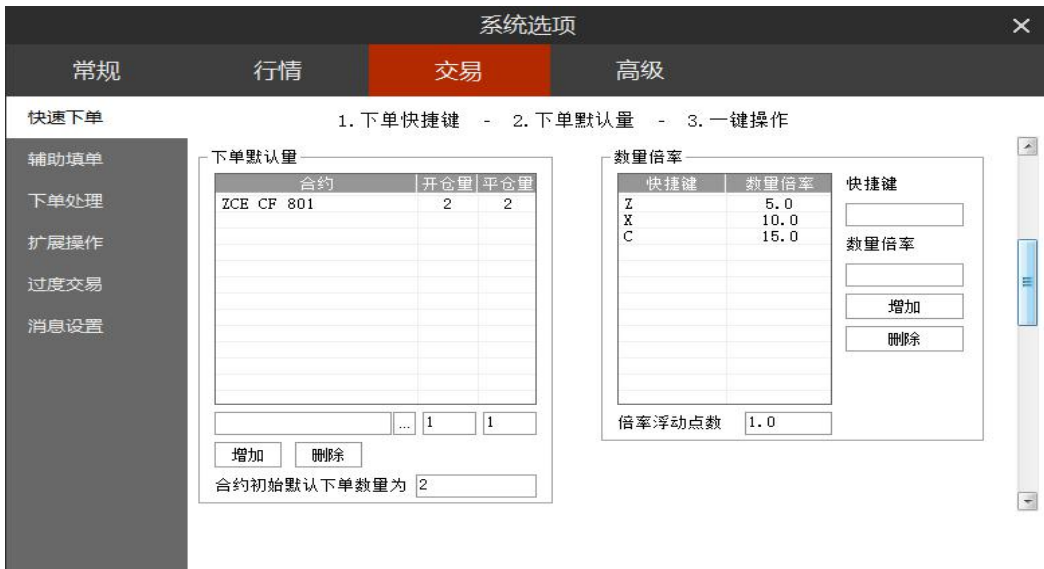 系统选项
常规 行情 交易 高级
快速下单
辅助填单
下单处理
扩展操作
过度交易
消息设置
1.下单快捷键 - 2.下单默认量 - 3.一键操作
下单默认量
合约 开仓量 平仓量
ZCE CF 801 2 2
... 1 1
增加 删除
合约初始默认下单数量为 2
数量倍率
快捷键 数量倍率
Z 5.0
X 10.0
C 15.0
倍率浮动点数 1.0
快捷键
数量倍率
增加
删除